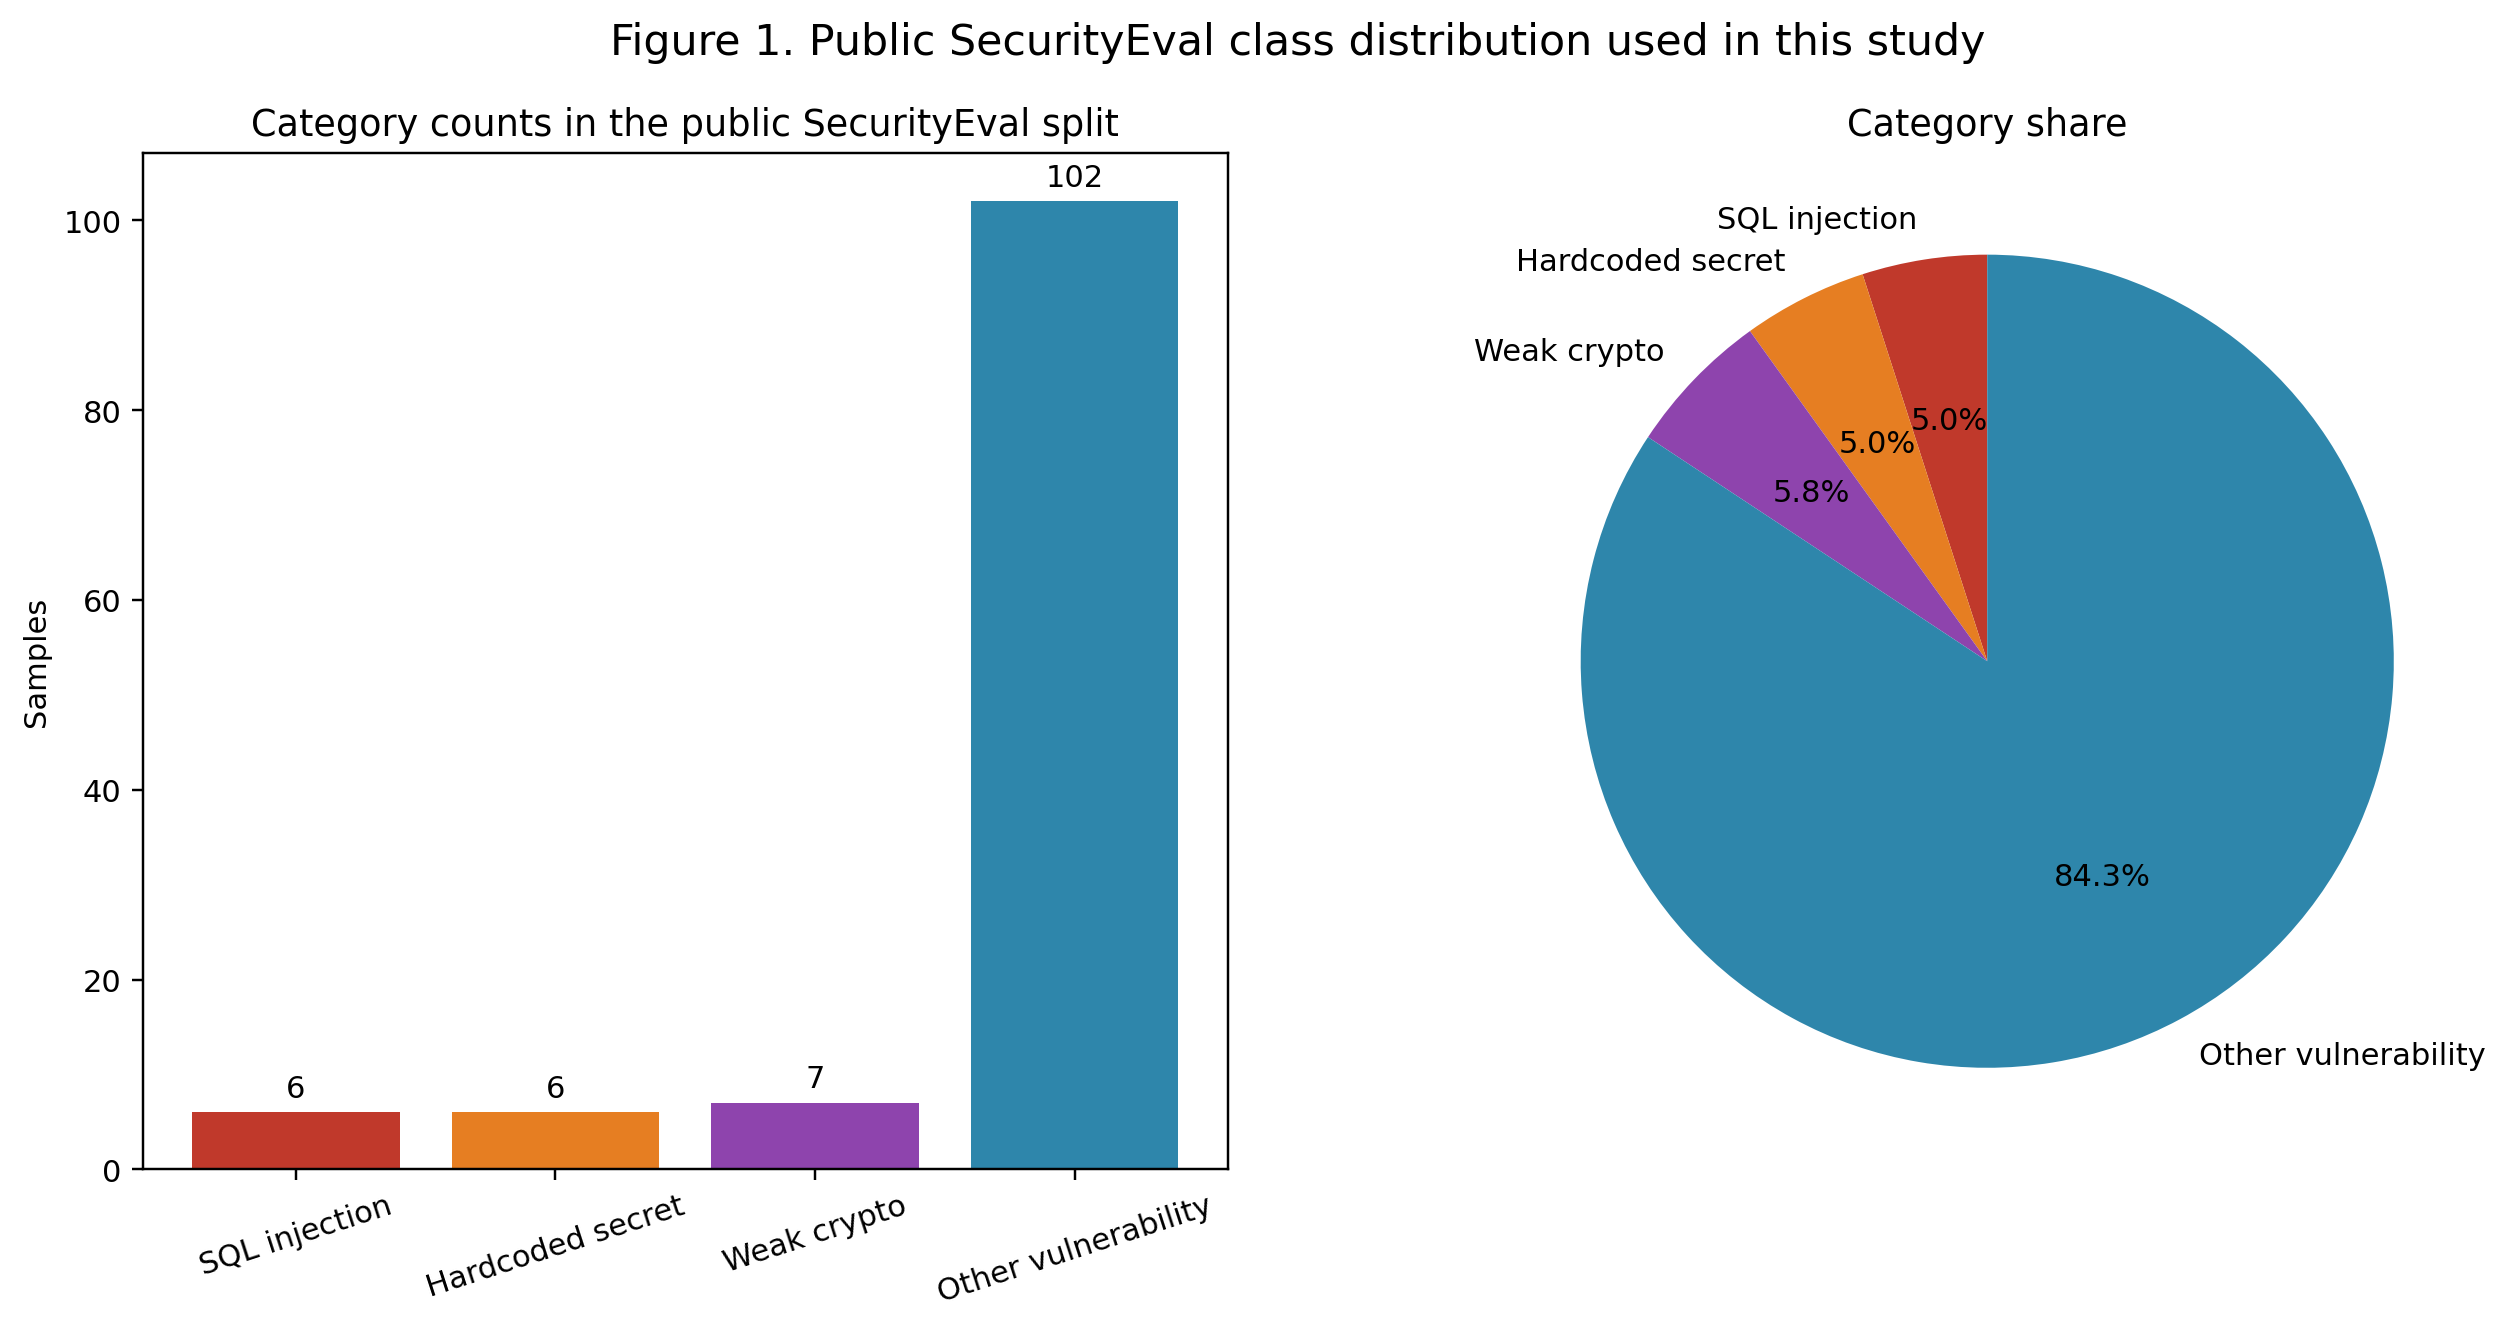 Figure 1. Public SecurityEval class distribution used in this study
Category counts in the public SecurityEval split
Samples
100
80
60
40
20
0
6
6
7
102
SQL injection
Hardcoded secret
Weak crypto
Other vulnerability
Category share
SQL injection
Hardcoded secret
Weak crypto
Other vulnerability
5.0%
5.0%
5.8%
84.3%